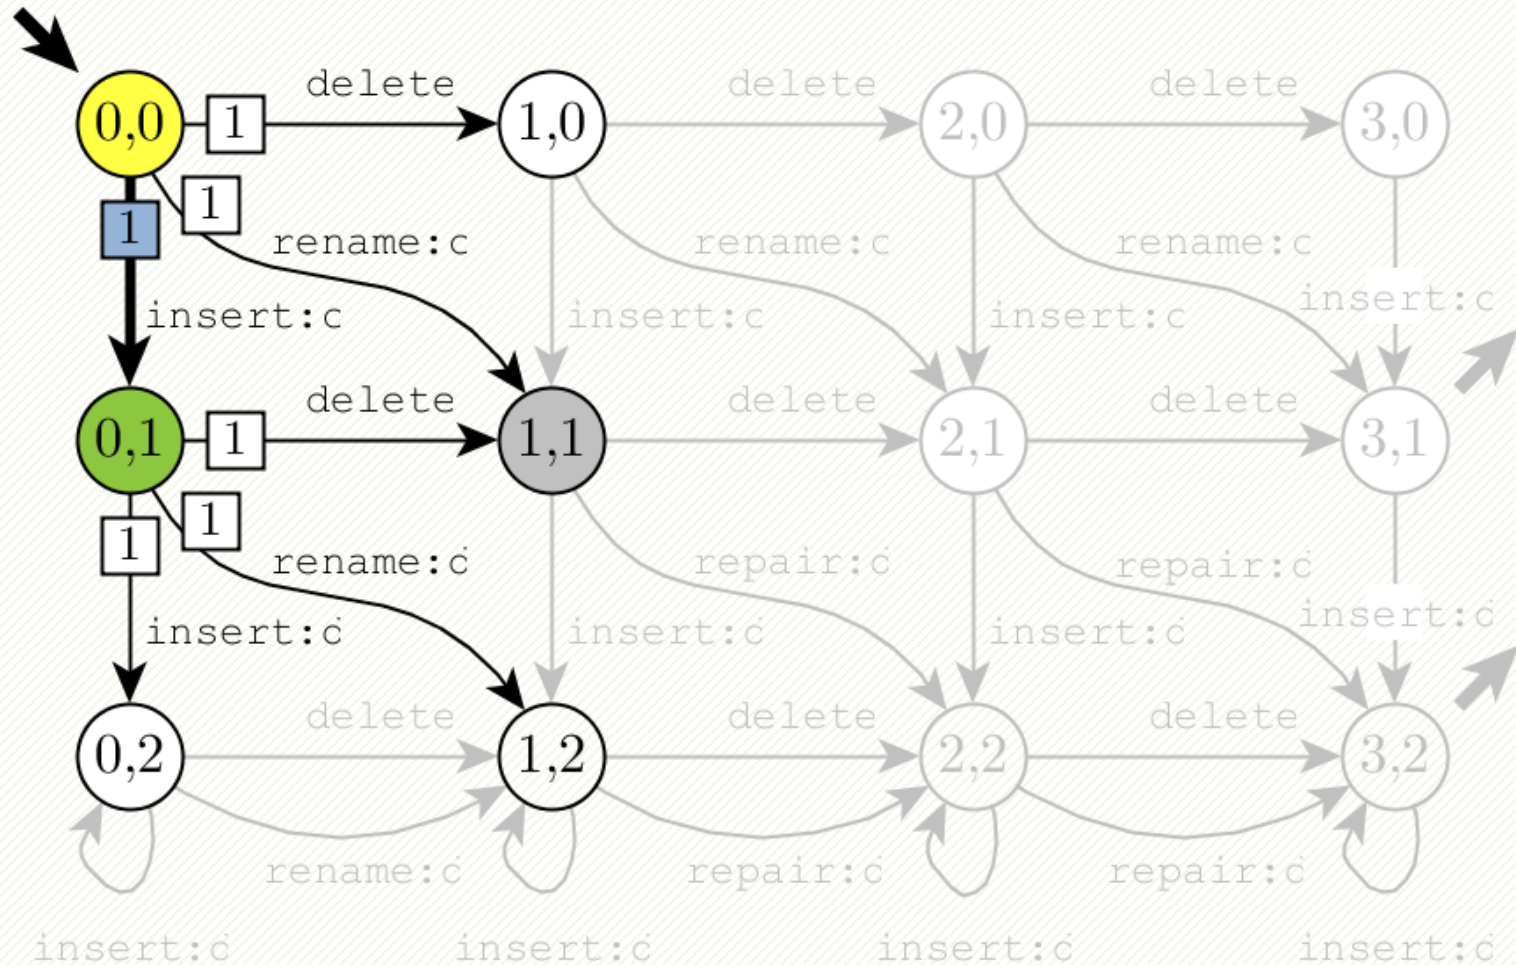 delete delete delete
0,0 1 1,0 2,0 3,0
1 1
rename:c rename:c rename:c
insert:c insert:c insert:c insert:c
delete delete delete
0,1 1 1,1 2,1 3,1
1 1
rename:d repair:d repair:d
insert:d insert:d insert:d insert:d
delete delete delete
0,2 1,2 2,2 3,2
rename:d repair:d repair:d
insert:d insert:d insert:d insert:d